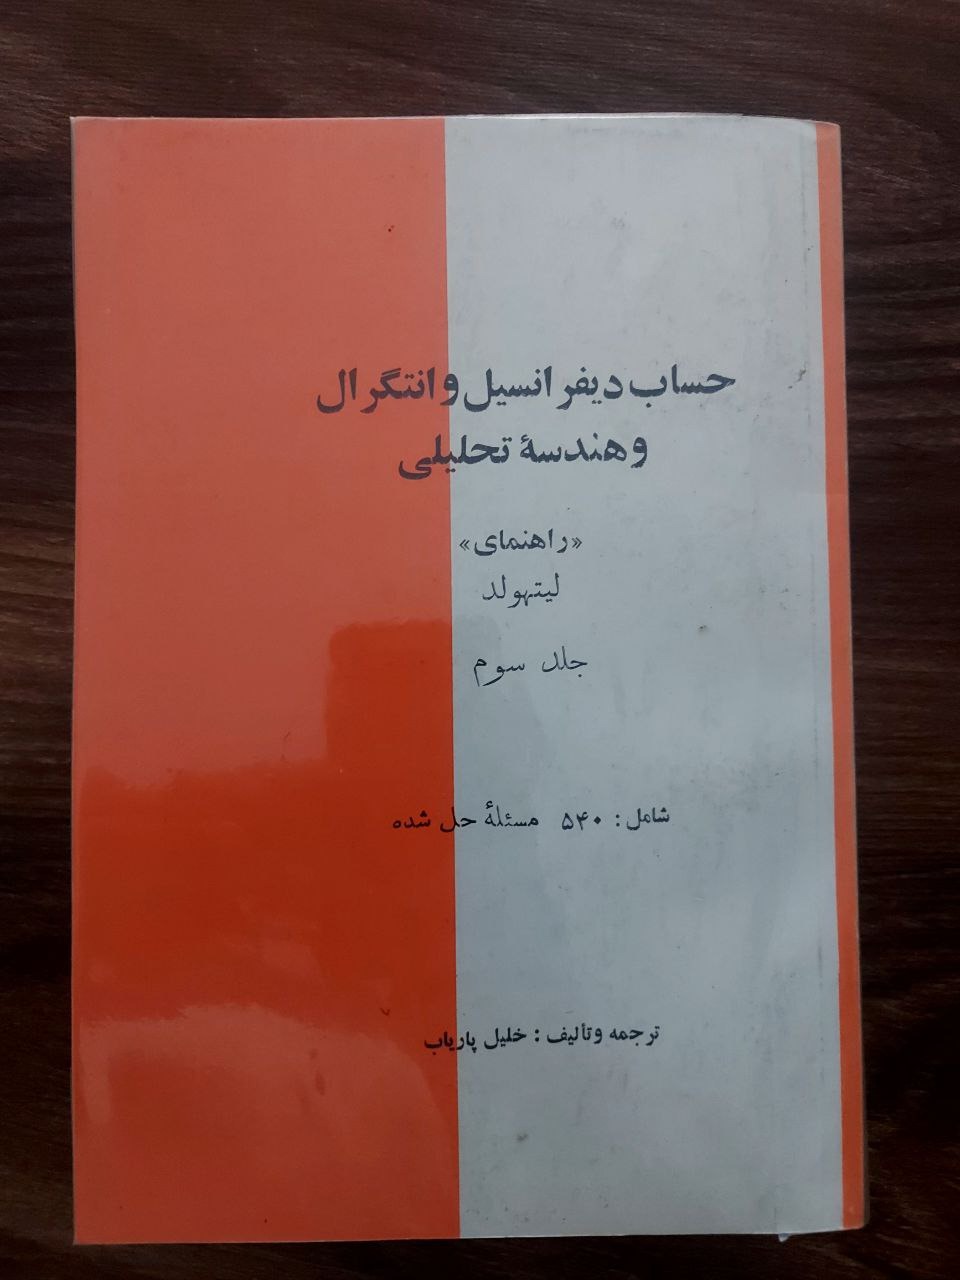 حساب دیفرانسیل و انتگرال
و هندسهٔ تحلیلی
«راهنمای»
لیتهولد
جلد سوم
شامل: ۵۴۰ مسئلهٔ حل شده
ترجمه و تألیف: خلیل پاریاب